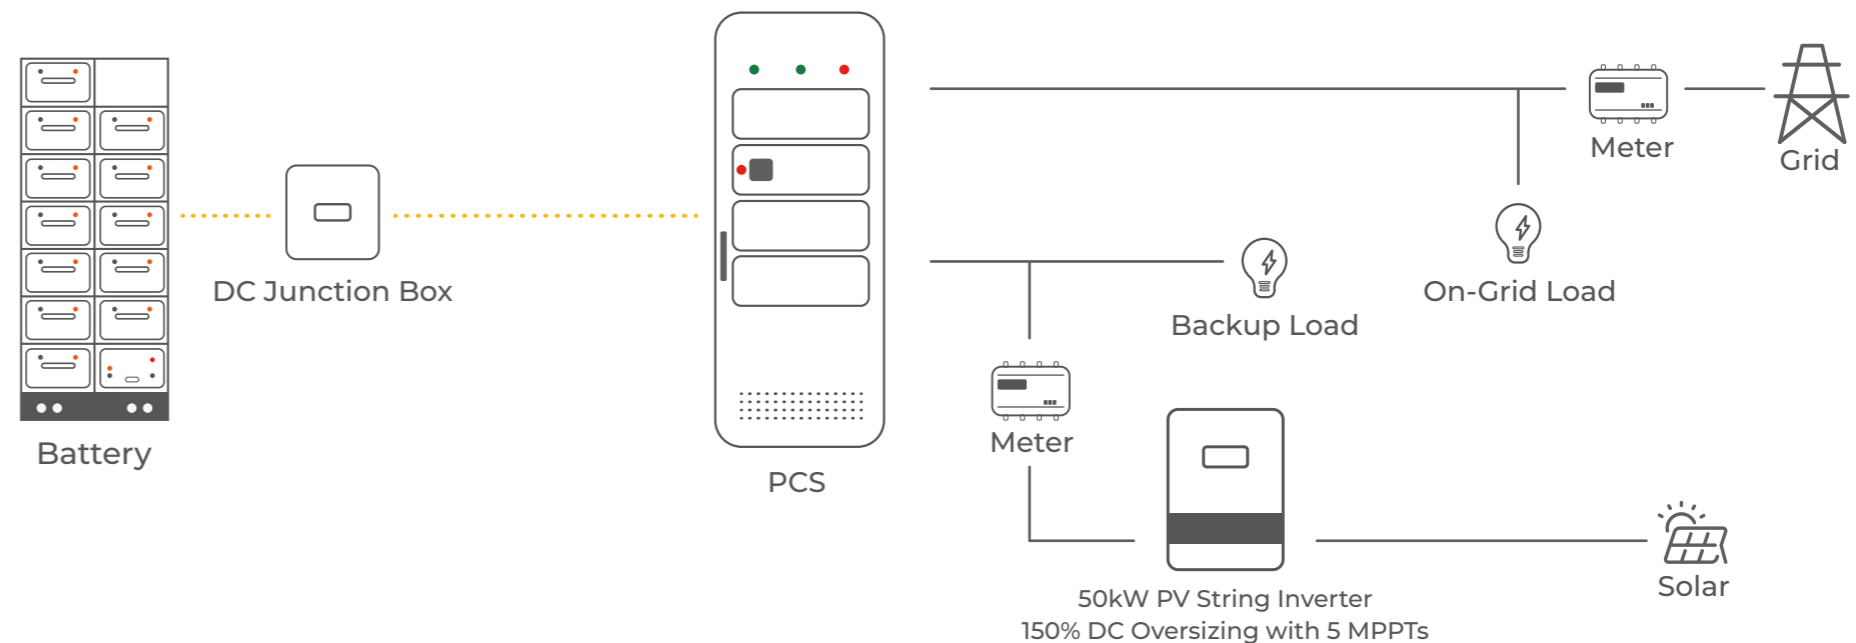 Battery
DC Junction Box
PCS
Meter
Grid
On-Grid Load
Backup Load
Meter
50kW PV String Inverter
150% DC Oversizing with 5 MPPTs
Solar